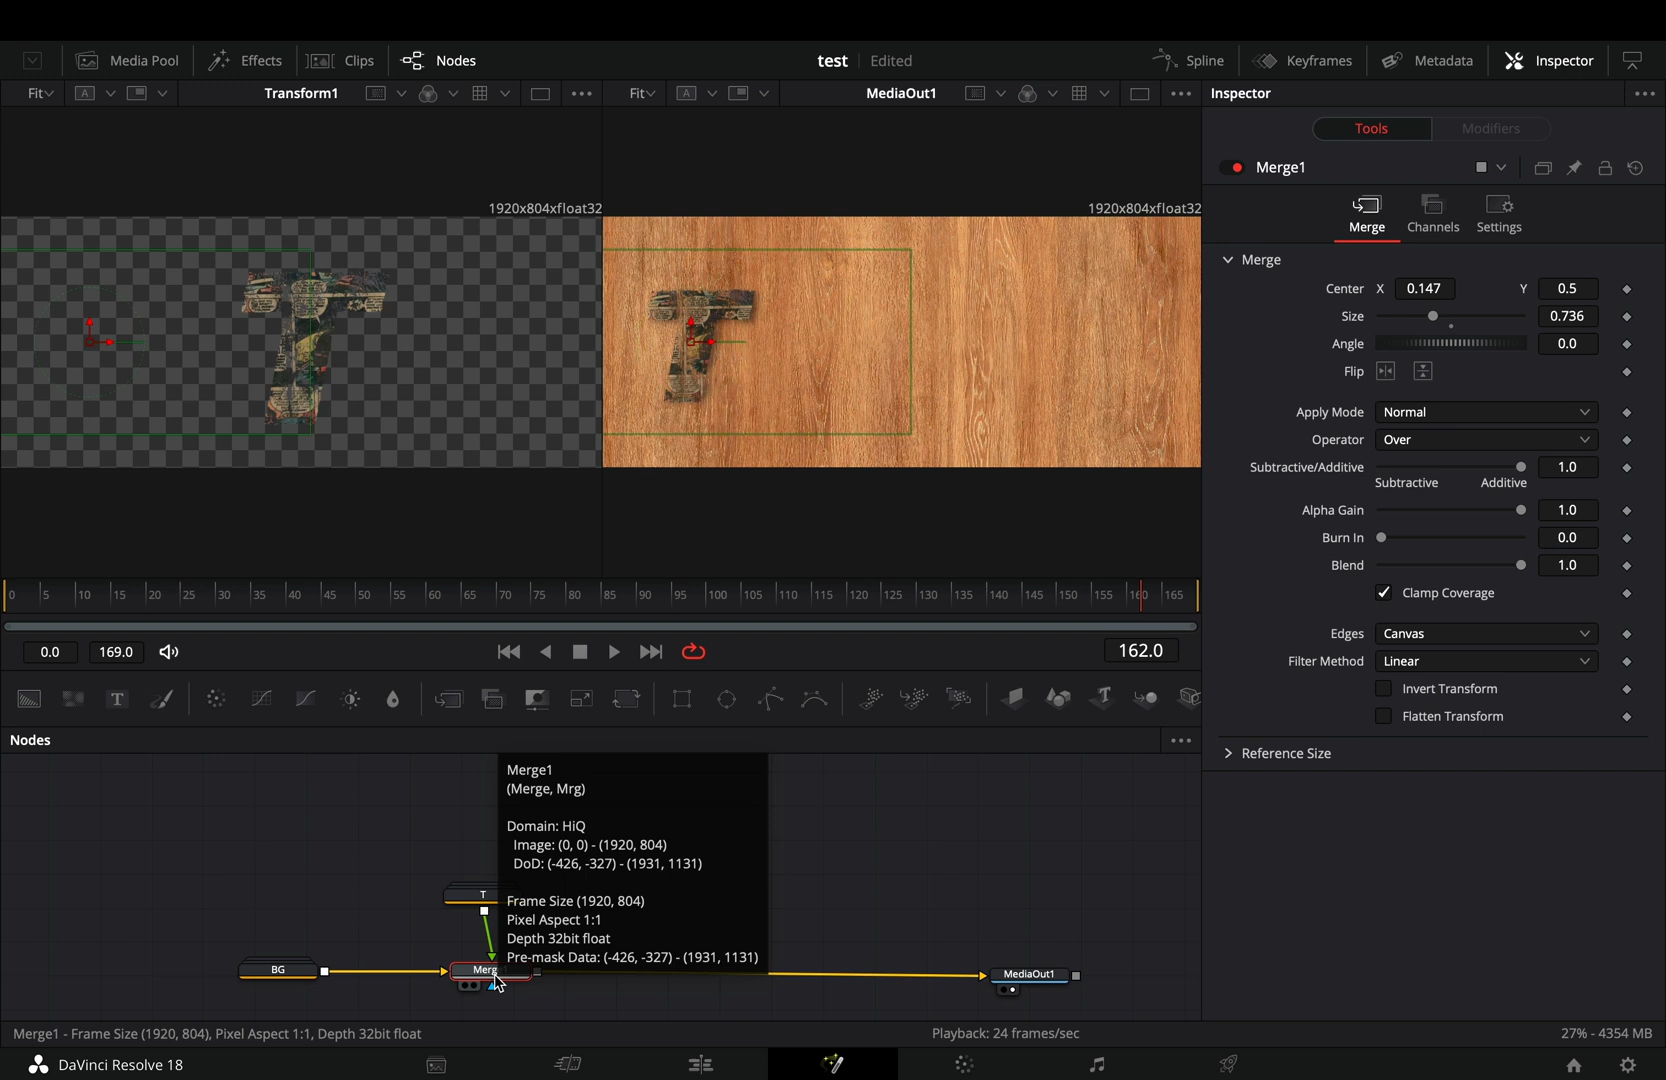 Media Pool Effects Clips Nodes test Edited Spline Keyframes Metadata Inspector
Fit A Transform1 Fit A MediaOut1 Inspector
Tools Modifiers
Merge1
1920x804xfloat32 1920x804xfloat32
Merge Channels Settings
Merge
Center X 0.147 Y 0.5
Size 0.736
Angle 0.0
Flip
Apply Mode Normal
Operator Over
Subtractive/Additive 1.0
Subtractive Additive
Alpha Gain 1.0
Burn In 0.0
Blend 1.0
Clamp Coverage
Edges Canvas
Filter Method Linear
Invert Transform
Flatten Transform
Reference Size
0 5 10 15 20 25 30 35 40 45 50 55 60 65 70 75 80 85 90 95 100 105 110 115 120 125 130 135 140 145 150 155 160 165
0.0 169.0 162.0
T T
Nodes
Merge1
(Merge, Mrg)
Domain: HiQ
Image: (0, 0) - (1920, 804)
DoD: (-426, -327) - (1931, 1131)
Frame Size (1920, 804)
Pixel Aspect 1:1
Depth 32bit float
Pre-mask Data: (-426, -327) - (1931, 1131)
T
BG Merge1 MediaOut1
Merge1 - Frame Size (1920, 804), Pixel Aspect 1:1, Depth 32bit float Playback: 24 frames/sec 27% - 4354 MB
DaVinci Resolve 18